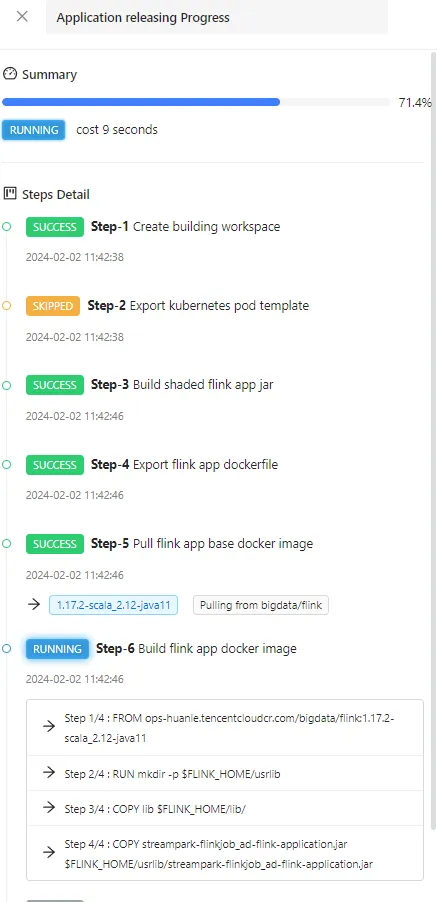 Application releasing Progress
Summary
71.4%
RUNNING cost 9 seconds
Steps Detail
SUCCESS Step-1 Create building workspace
2024-02-02 11:42:38
SKIPPED Step-2 Export kubernetes pod template
2024-02-02 11:42:38
SUCCESS Step-3 Build shaded flink app jar
2024-02-02 11:42:46
SUCCESS Step-4 Export flink app dockerfile
2024-02-02 11:42:46
SUCCESS Step-5 Pull flink app base docker image
2024-02-02 11:42:46
1.17.2-scala_2.12-java11 Pulling from bigdata/flink
RUNNING Step-6 Build flink app docker image
2024-02-02 11:42:46
Step 1/4 : FROM ops-huanle.tencentcloudcr.com/bigdata/flink:1.17.2-
scala_2.12-java11
Step 2/4 : RUN mkdir -p $FLINK_HOME/usrlib
Step 3/4 : COPY lib $FLINK_HOME/lib/
Step 4/4 : COPY streampark-flinkjob_ad-flink-application.jar
$FLINK_HOME/usrlib/streampark-flinkjob_ad-flink-application.jar